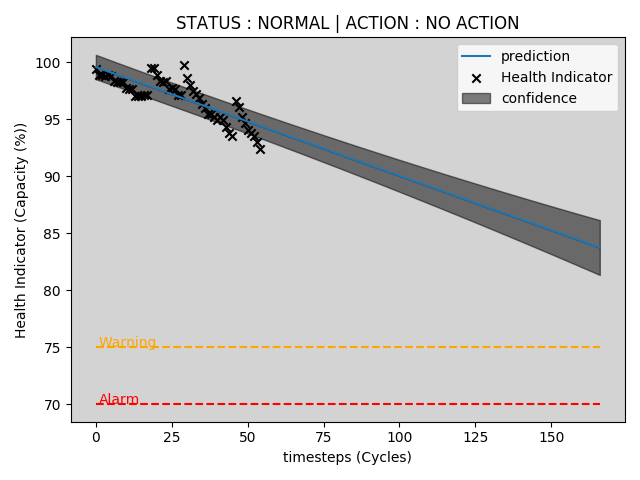 STATUS : NORMAL | ACTION : NO ACTION
prediction
Health Indicator
confidence
Health Indicator (Capacity (%))
100
95
90
85
80
75
70
Warning
Alarm
0
25
50
75
100
125
150
timesteps (Cycles)